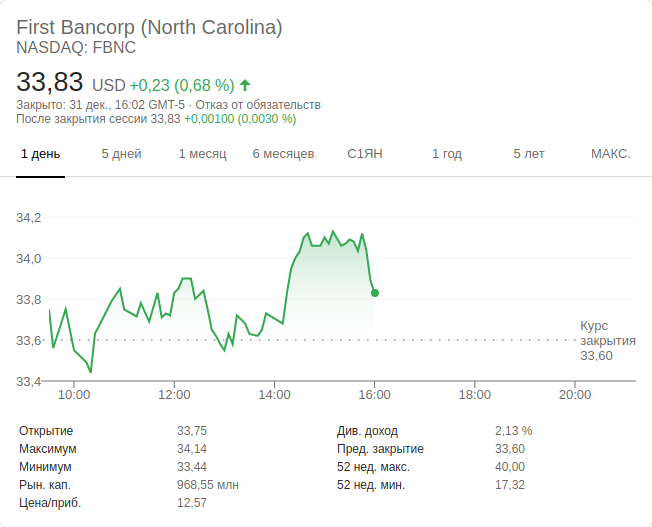 First Bancorp (North Carolina)
NASDAQ: FBNC
33,83 USD +0,23 (0,68 %)
Закрыто: 31 дек., 16:02 GMT-5 · Отказ от обязательств
После закрытия сессии 33,83 +0,00100 (0,0030 %)
1 день 5 дней 1 месяц 6 месяцев С1ЯН 1 год 5 лет МАКС.
34,2
34,0
33,8
33,6
33,4
Курс
закрытия
33,60
10:00 12:00 14:00 16:00 18:00 20:00
Открытие 33,75 Див. доход 2,13 %
Максимум 34,14 Пред. закрытие 33,60
Минимум 33,44 52 нед. макс. 40,00
Рын. кап. 968,55 млн 52 нед. мин. 17,32
Цена/приб. 12,57